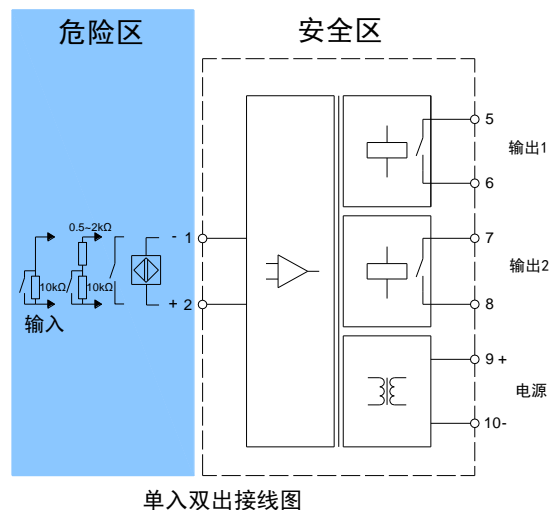 危险区
安全区
5
输出1
6
0.5~2kΩ
- 1
7
输出2
10kΩ
10kΩ
+ 2
8
输入
9 +
电源
10-
单入双出接线图